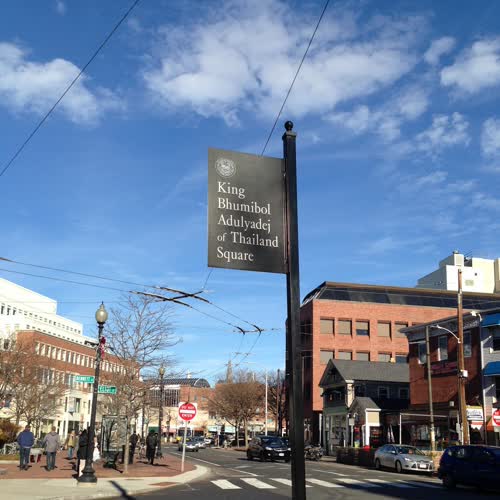 King
Bhumibol
Adulyadej
of Thailand
Square